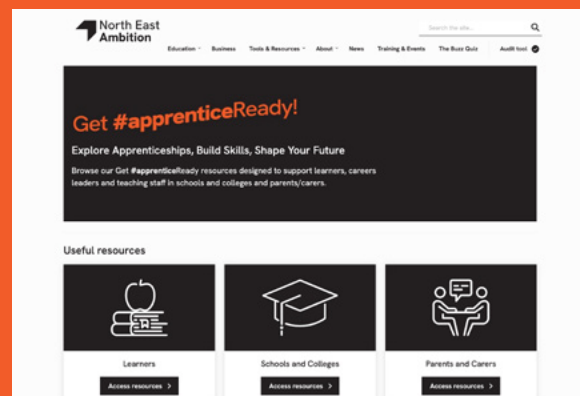 North East
Ambition
Search the site...
Education
Business
Tools & Resources
About
News
Training & Events
The Buzz Quiz
Audit tool
Get #apprenticeReady!
Explore Apprenticeships, Build Skills, Shape Your Future
Browse our Get #apprenticeReady resources designed to support learners, careers
leaders and teaching staff in schools and colleges and parents/carers.
Useful resources
Learners
Schools and Colleges
Parents and Carers
Access resources >
Access resources >
Access resources >